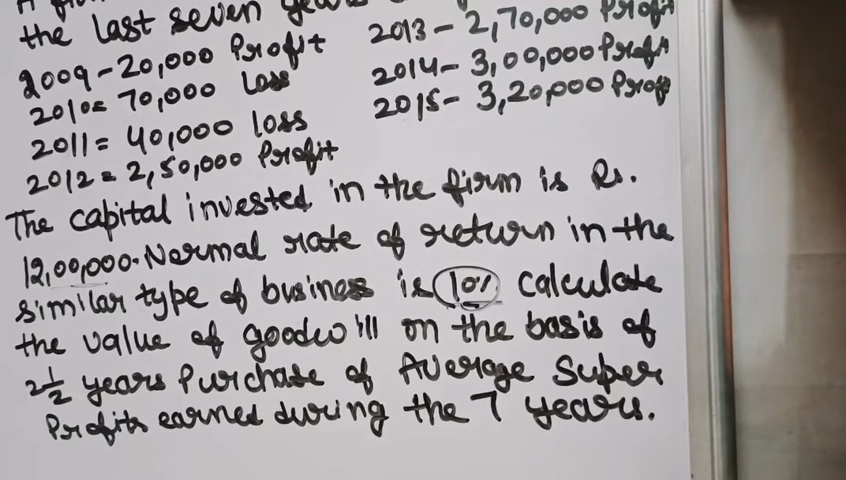 the last seven years
2009 - 20,000 Profit
2010 = 70,000 Loss
2011 = 40,000 loss
2012 = 2,50,000 Profit
2013 - 2,70,000 Profit
2014 - 3,00,000 Profit
2015 - 3,20,000 Profit
The capital invested in the firm is Rs.
12,00,000. Normal rate of return in the
similar type of business is 10% calculate
the value of goodwill on the basis of
2 1/2 years Purchase of Average Super
Profits earned during the 7 years.